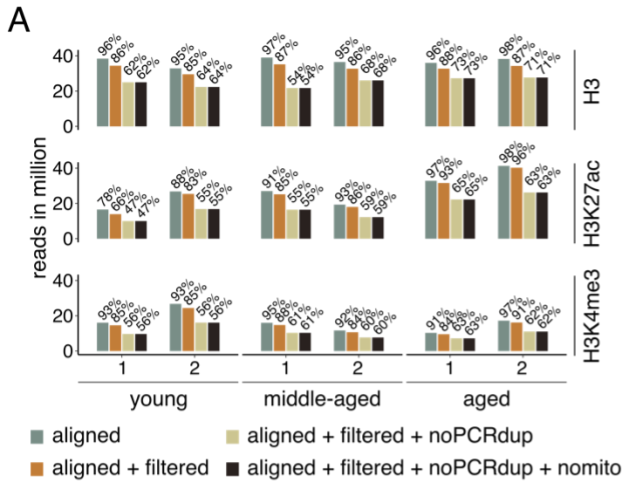 A
96% 86% 62% 62% 95% 85% 64% 64% 97% 87% 54% 54% 95% 86% 68% 68% 96% 88% 73% 73% 98% 87% 71% 71%
40
20
0
H3
78% 66% 47% 47% 88% 83% 55% 55% 91% 85% 55% 55% 93% 86% 59% 59% 97% 93% 65% 65% 98% 96% 63% 63%
40
20
0
H3K27ac
reads in million
93% 85% 56% 56% 93% 85% 56% 56% 95% 88% 61% 61% 92% 84% 60% 60% 91% 84% 63% 63% 97% 91% 62% 62%
40
20
0
H3K4me3
1 2 1 2 1 2
young middle-aged aged
aligned aligned + filtered + noPCRdup
aligned + filtered aligned + filtered + noPCRdup + nomito